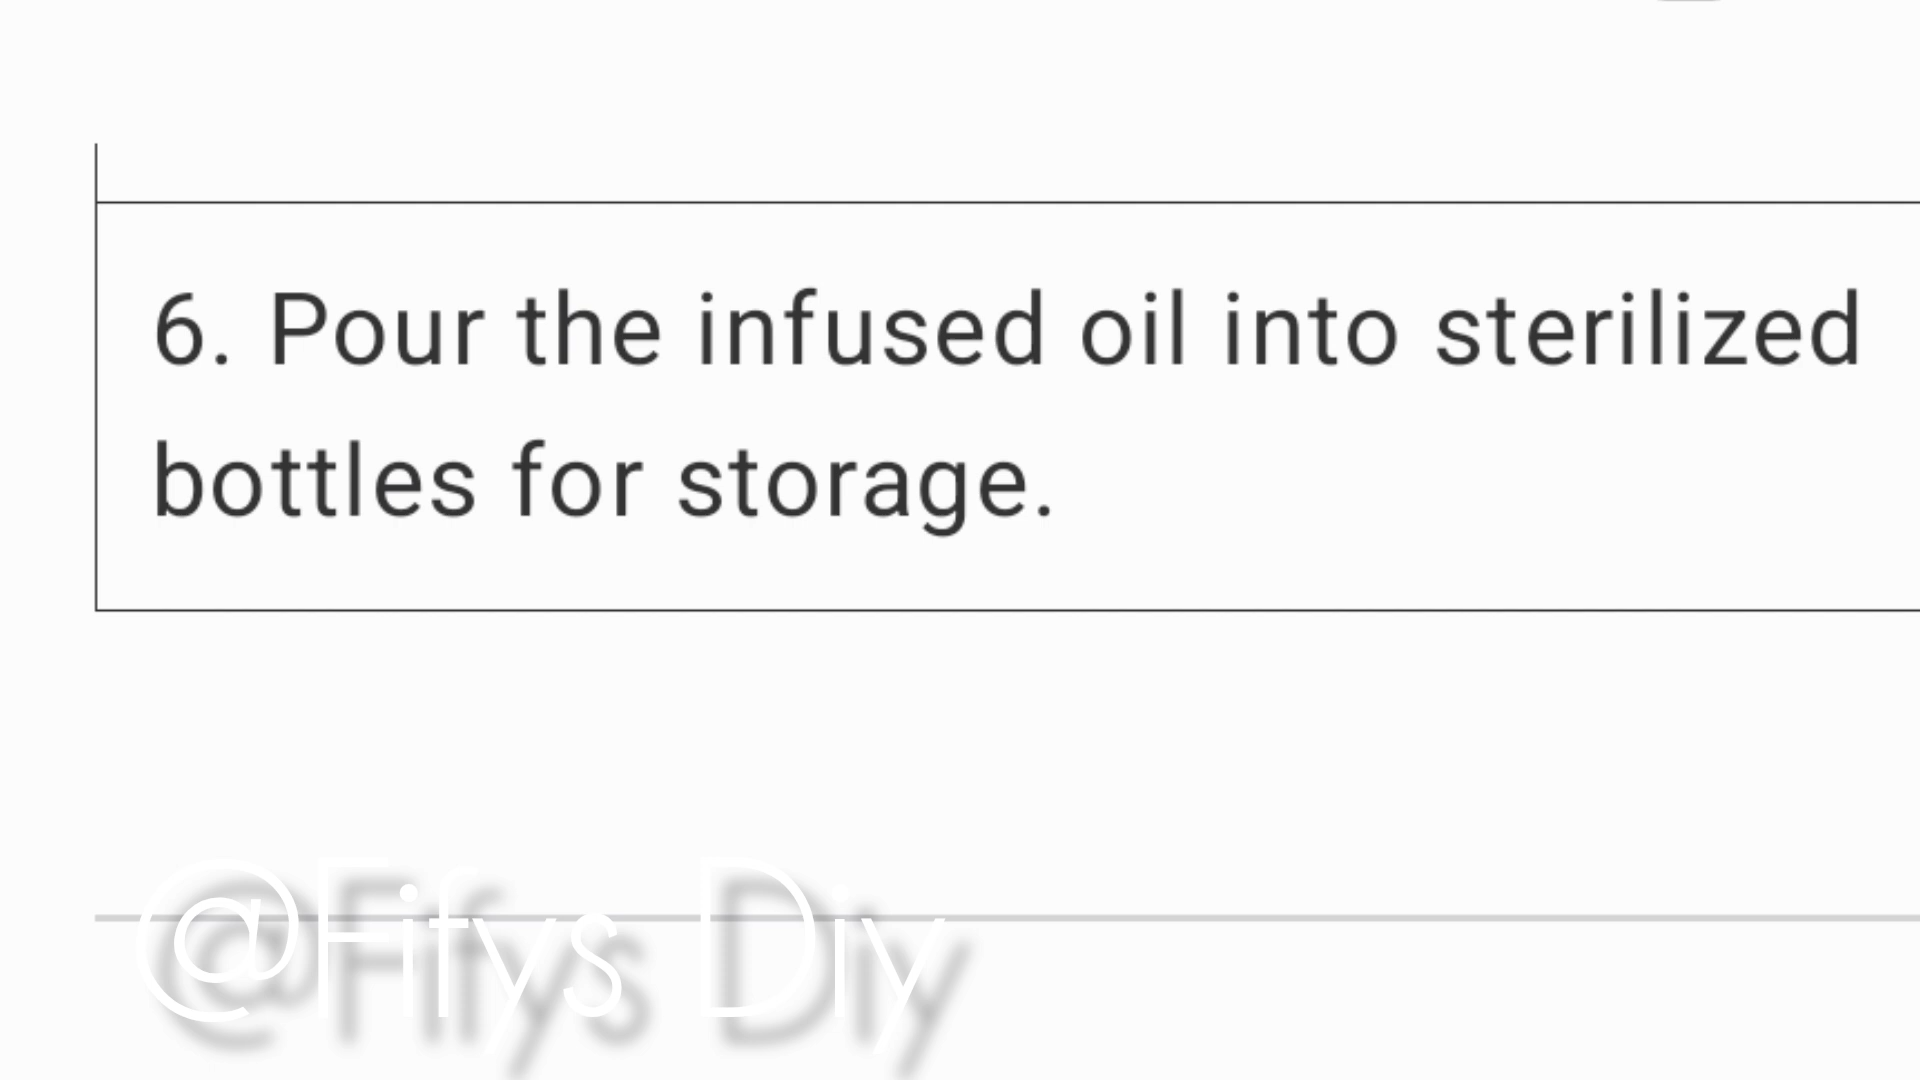 6. Pour the infused oil into sterilized
bottles for storage.
@Fifys Diy